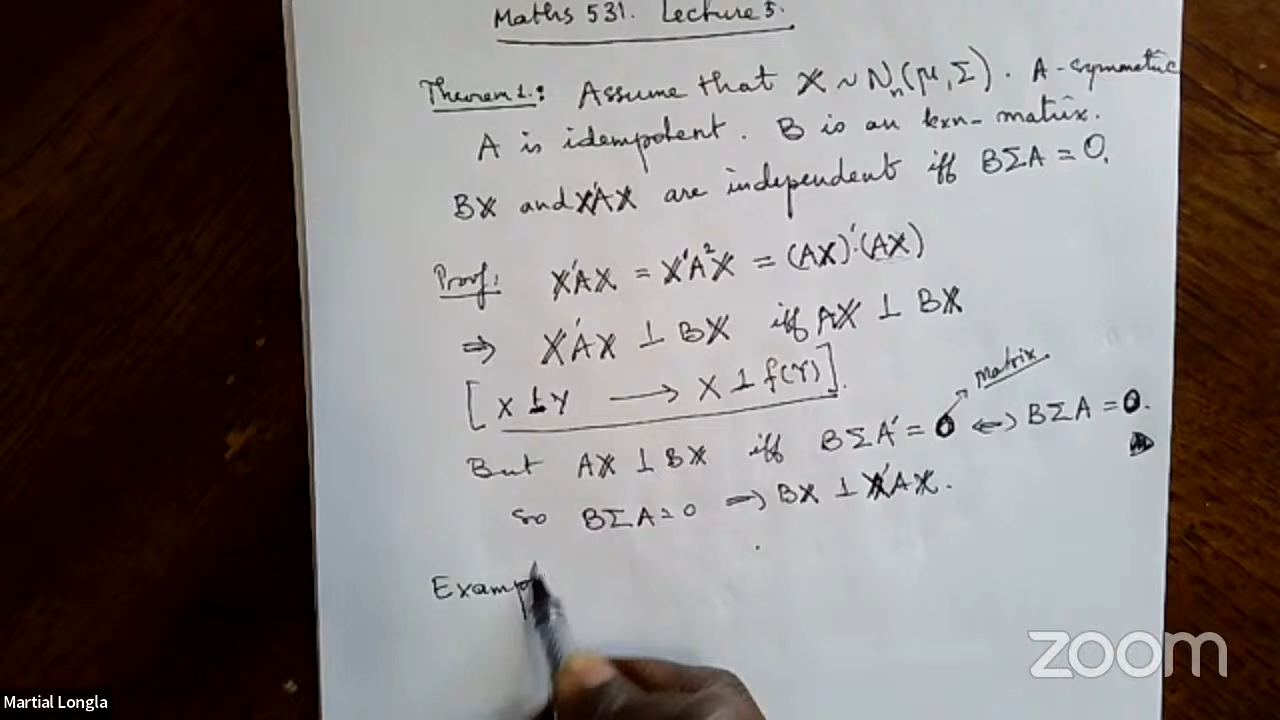 Maths 531. Lecture 5.
Theorem 1: Assume that X ~ Nₙ(μ, Σ). A-symmetric
A is idempotent. B is an kxn-matrix.
BX and X'AX are independent iff BΣA = 0.
Proof: X'AX = X'A²X = (AX)'·(AX)
⇒ X'AX ⊥ BX iff AX ⊥ BX
[X ⊥ Y → X ⊥ f(Y)].
Matrix
But AX ⊥ BX iff BΣA' = 0 ↔ BΣA = 0.
So BΣA = 0 ⇒ BX ⊥ X'AX.
Examp
zoom
Martial Longla